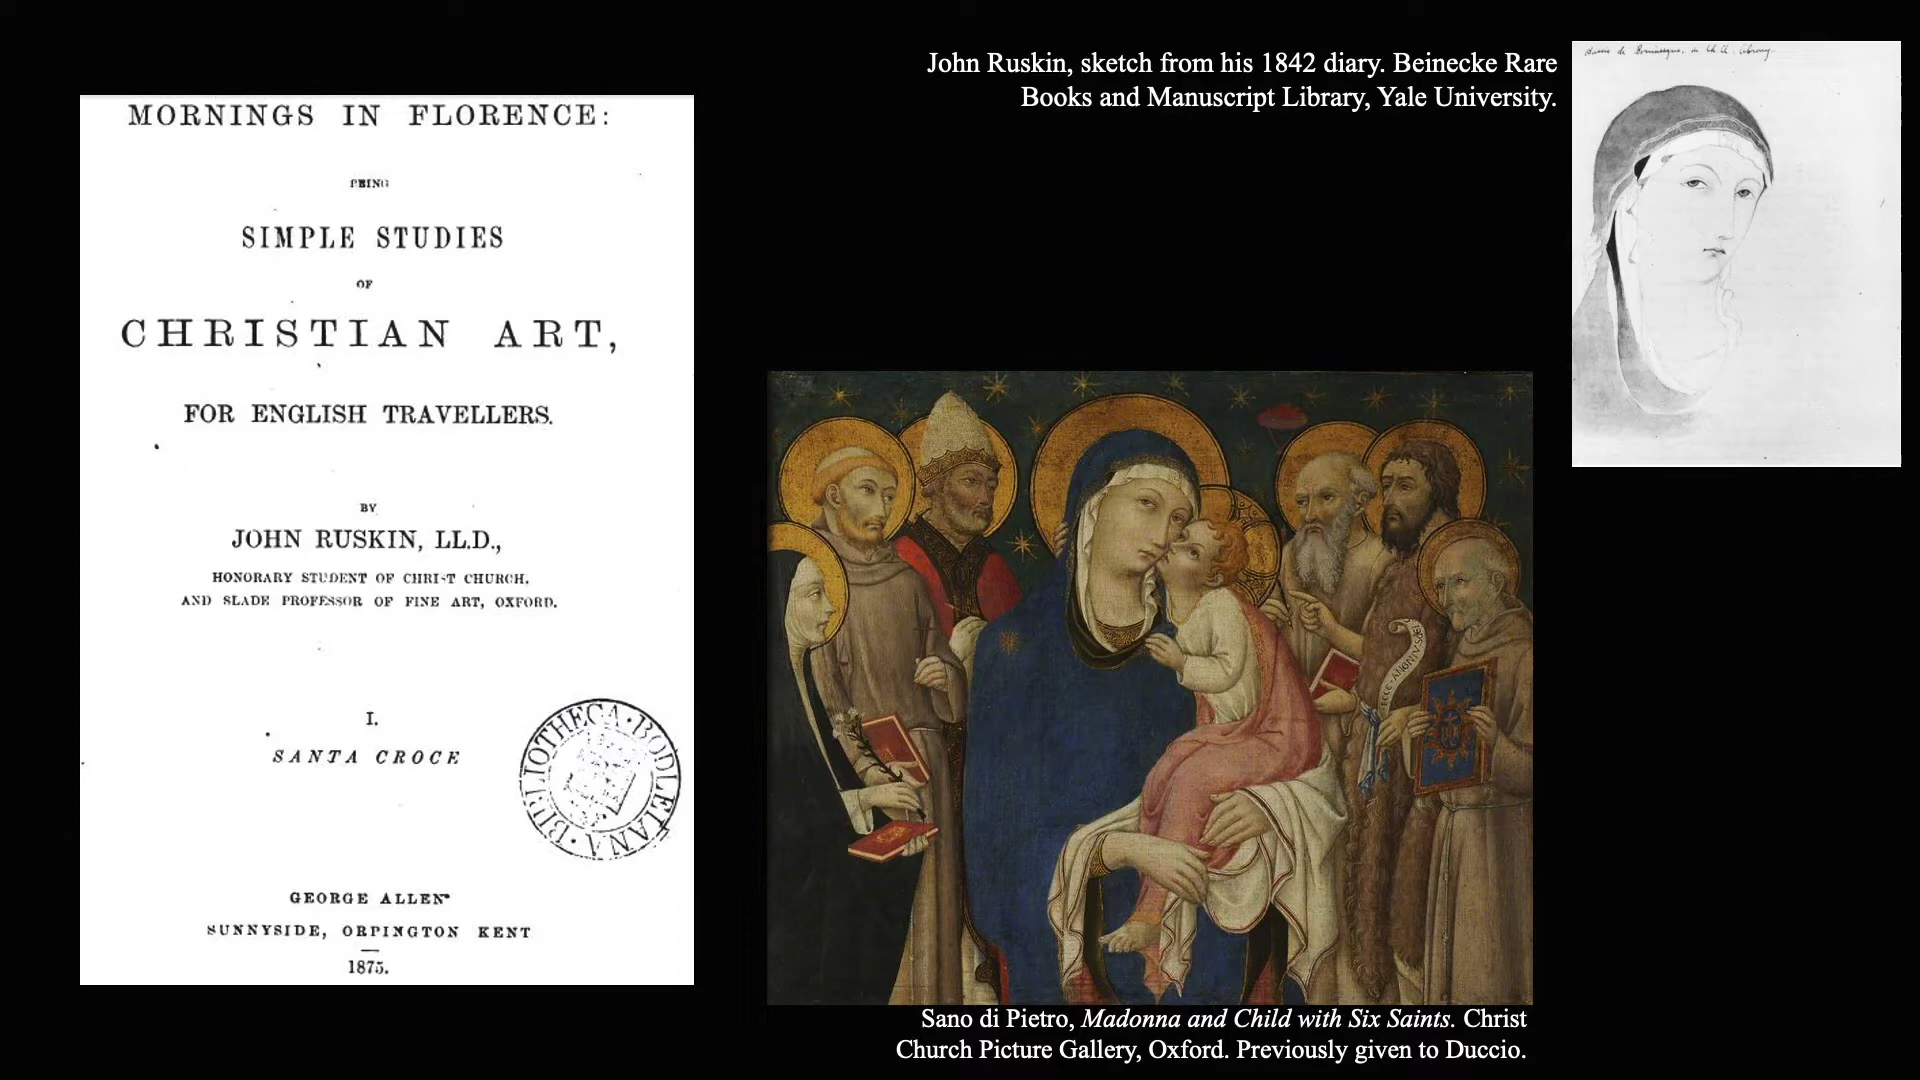 MORNINGS IN FLORENCE:
BEING
SIMPLE STUDIES
OF
CHRISTIAN ART,
FOR ENGLISH TRAVELLERS.
BY
JOHN RUSKIN, LL.D.,
HONORARY STUDENT OF CHRIST CHURCH,
AND SLADE PROFESSOR OF FINE ART, OXFORD.
I.
SANTA CROCE
BIBLIOTHECA · BODLEIANA ·
GEORGE ALLEN
SUNNYSIDE, ORPINGTON KENT
1875.
John Ruskin, sketch from his 1842 diary. Beinecke Rare
Books and Manuscript Library, Yale University.
Sano di Pietro, Madonna and Child with Six Saints. Christ
Church Picture Gallery, Oxford. Previously given to Duccio.